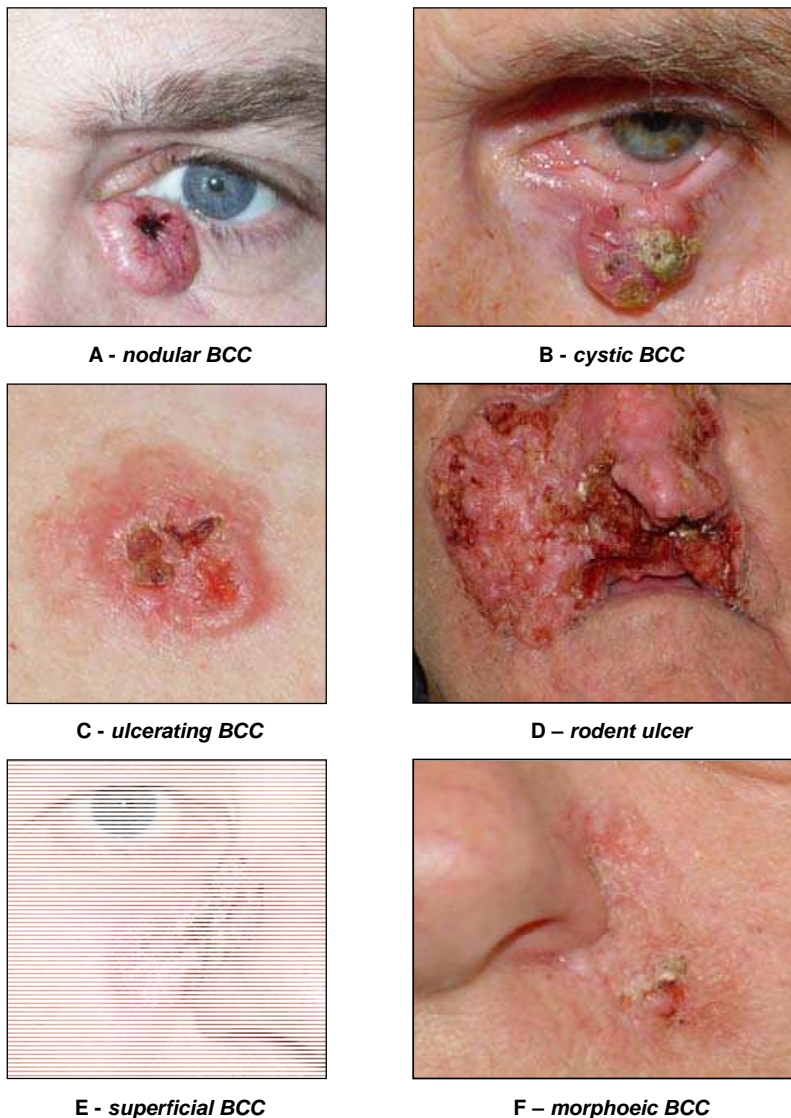 A - nodular BCC
B - cystic BCC
C - ulcerating BCC
D – rodent ulcer
E - superficial BCC
F – morphoeic BCC